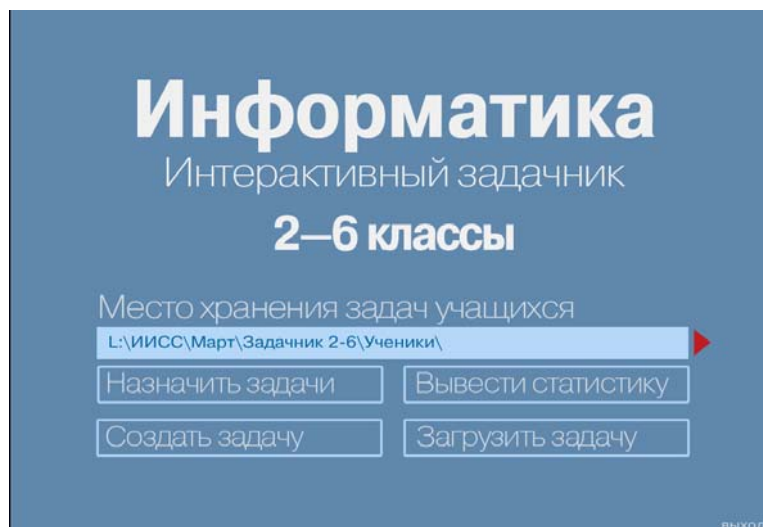 Информатика
Интерактивный задачник
2–6 классы
Место хранения задач учащихся
L:\ИИСС\Март\Задачник 2-6\Ученики\
Назначить задачи
Вывести статистику
Создать задачу
Загрузить задачу
выход